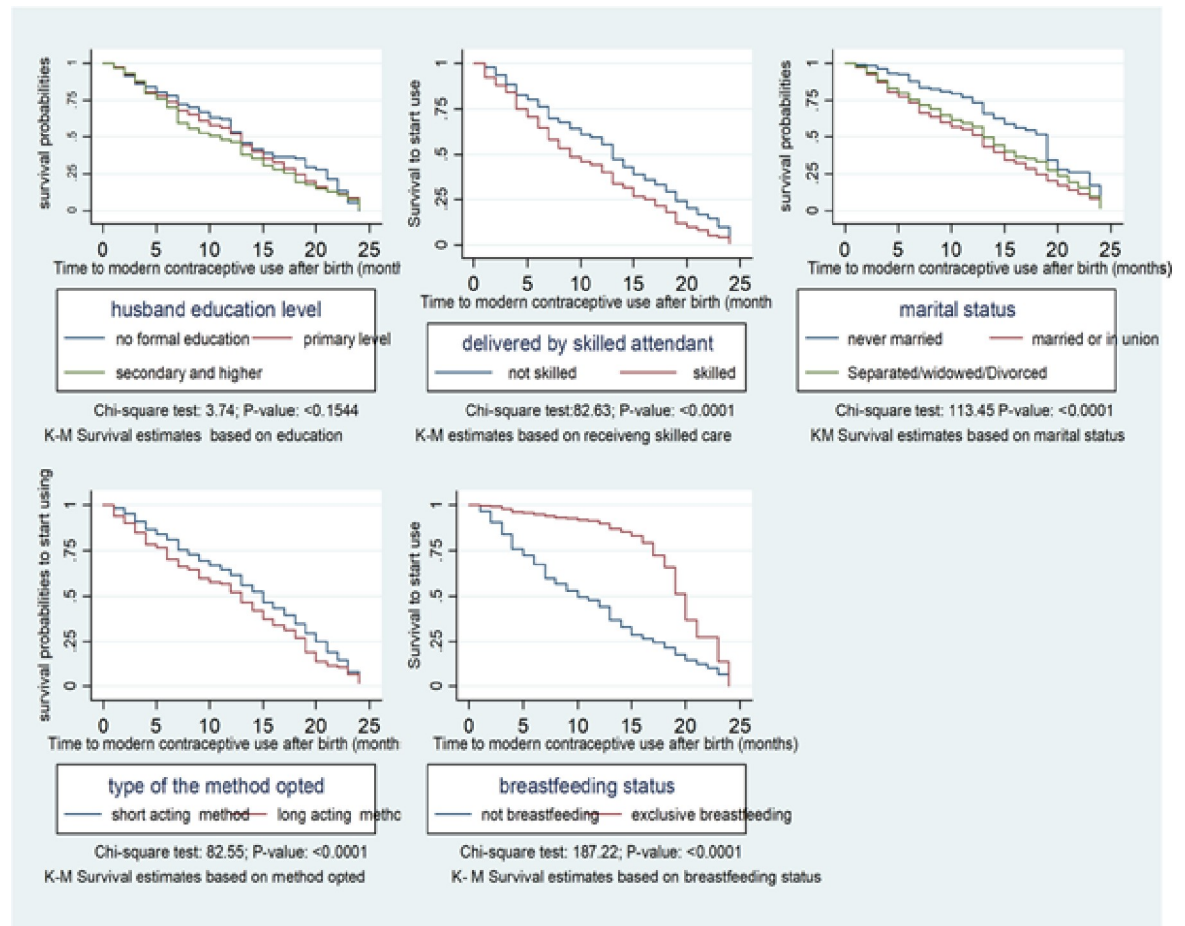 survival probabilities
1
.75
.5
.25
0
0 5 10 15 20 25
Time to modern contraceptive use after birth (month
husband education level
no formal education primary level
secondary and higher
Chi-square test: 3.74; P-value: <0.1544
K-M Survival estimates based on education
Survival to start use
1
.75
.5
.25
0
0 5 10 15 20 25
Time to modern contraceptive use after birth (month
delivered by skilled attendant
not skilled skilled
Chi-square test:82.63; P-value: <0.0001
K-M estimates based on receiveng skilled care
survival probabilities
1
.75
.5
.25
0
0 5 10 15 20 25
Time to modern contraceptive use after birth (months)
marital status
never married married or in union
Separated/widowed/Divorced
Chi-square test: 113.45 P-value: <0.0001
KM Survival estimates based on marital status
survival probabilities to start using
1
.75
.5
.25
0
0 5 10 15 20 25
Time to modern contraceptive use after birth (month
type of the method opted
short acting method long acting methc
Chi-square test: 82.55; P-value: <0.0001
K-M Survival estimates based on method opted
Survival to start use
1
.75
.5
.25
0
0 5 10 15 20 25
Time to modern contraceptive use after birth (months)
breastfeeding status
not breastfeeding exclusive breastfeeding
Chi-square test: 187.22; P-value: <0.0001
K- M Survival estimates based on breastfeeding status